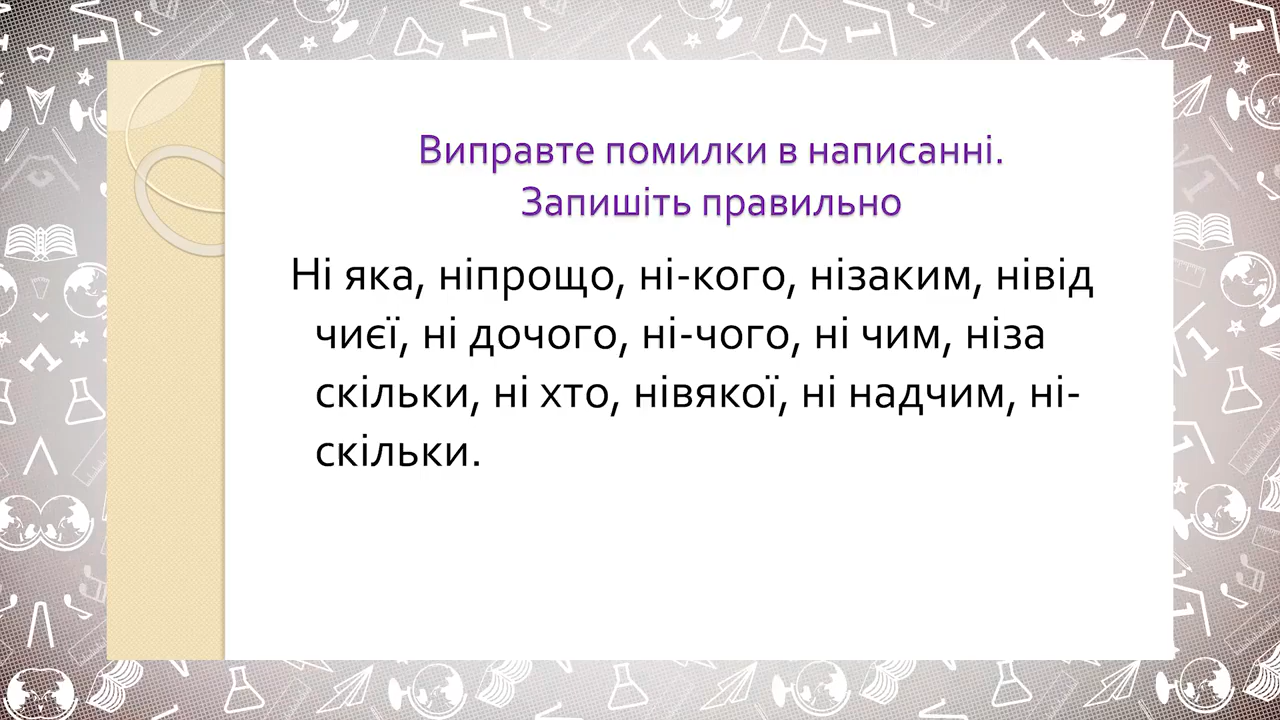 Виправте помилки в написанні.
Запишіть правильно
Ні яка, ніпрощо, ні-кого, нізаким, нівід
чиєї, ні дочого, ні-чого, ні чим, ніза
скільки, ні хто, нівякої, ні надчим, ні-
скільки.